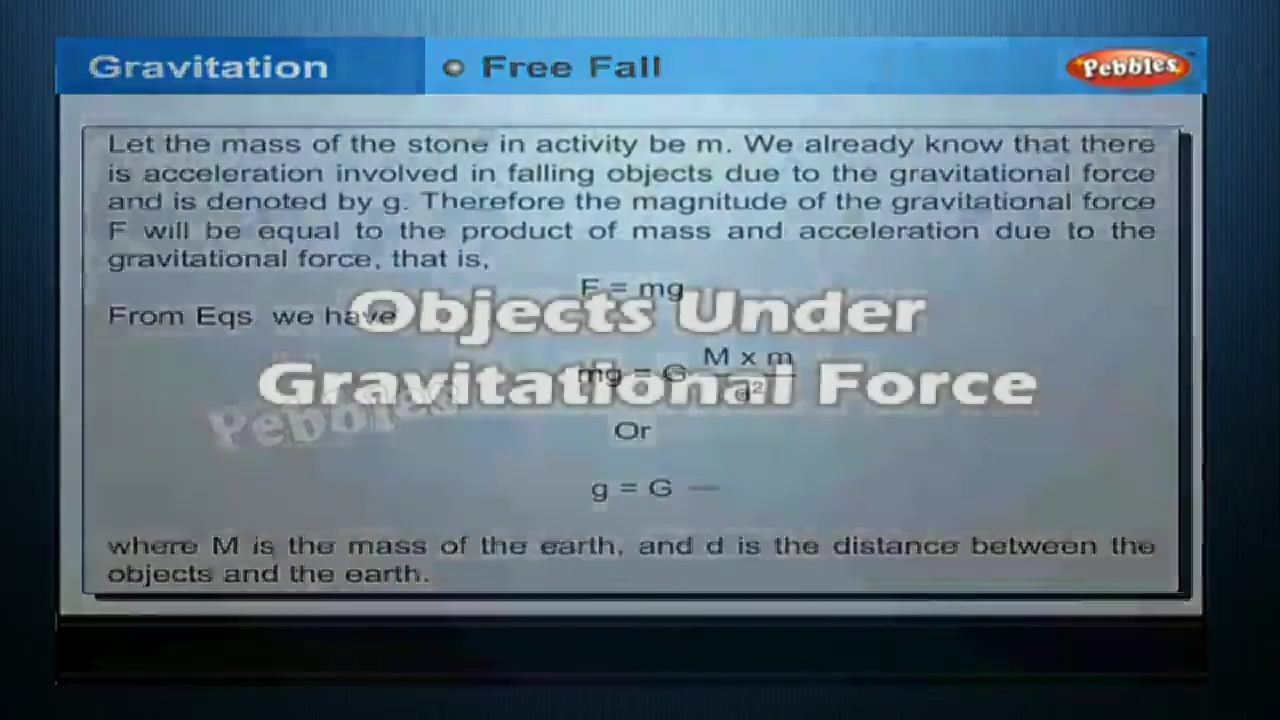 Gravitation
Free Fall
Pebbles
Let the mass of the stone in activity be m. We already know that there
is acceleration involved in falling objects due to the gravitational force
and is denoted by g. Therefore the magnitude of the gravitational force
F will be equal to the product of mass and acceleration due to the
gravitational force, that is,
F = mg
From Eqs we have
Objects Under
Gravitational Force
mg = G M x m
d²
Pebbles
Or
g = G —
where M is the mass of the earth, and d is the distance between the
objects and the earth.